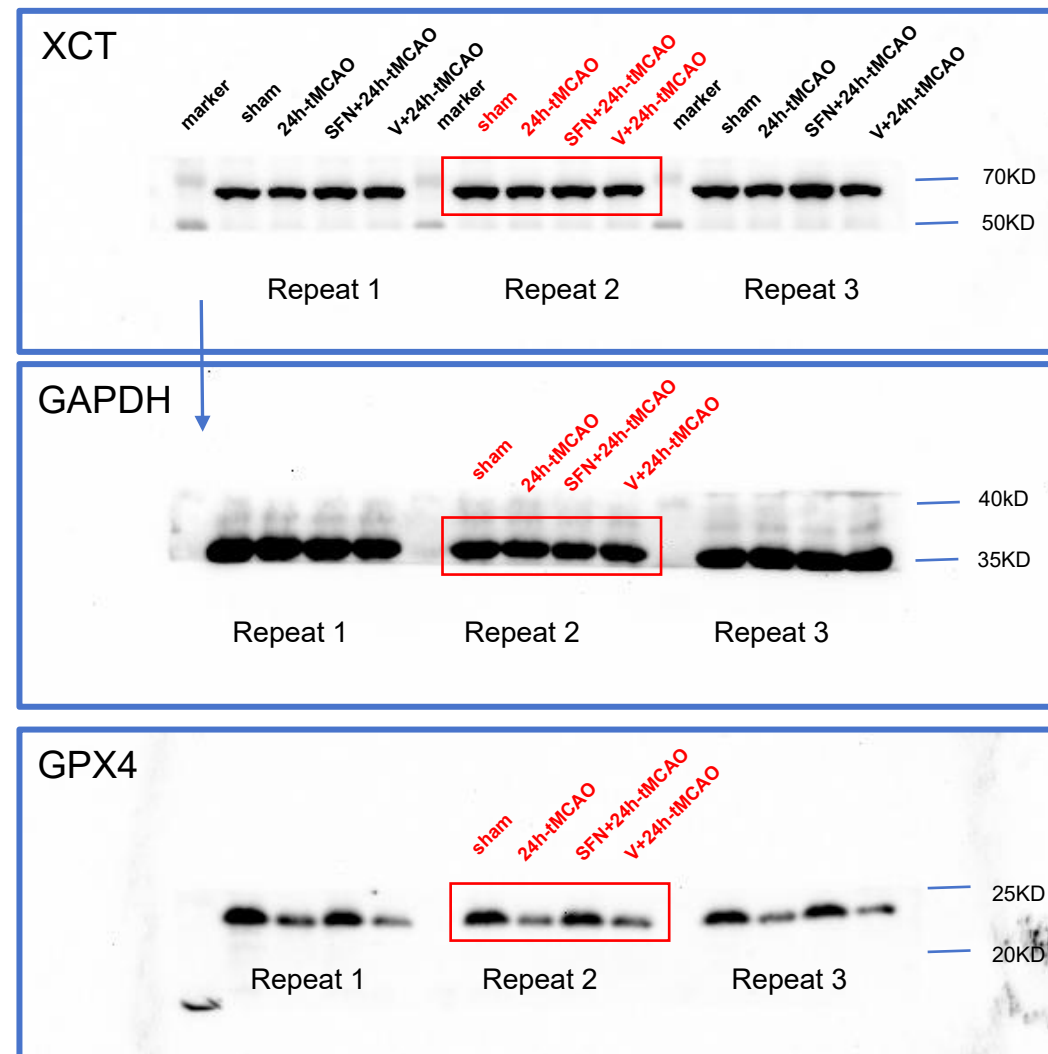 XCT
marker
sham
24h-tMCAO
SFN+24h-tMCAO
V+24h-tMCAO
marker
sham
24h-tMCAO
SFN+24h-tMCAO
V+24h-tMCAO
marker
sham
24h-tMCAO
SFN+24h-tMCAO
V+24h-tMCAO
70KD
50KD
Repeat 1
Repeat 2
Repeat 3
GAPDH
sham
24h-tMCAO
SFN+24h-tMCAO
V+24h-tMCAO
40kD
35KD
Repeat 1
Repeat 2
Repeat 3
GPX4
sham
24h-tMCAO
SFN+24h-tMCAO
V+24h-tMCAO
25KD
20KD
Repeat 1
Repeat 2
Repeat 3